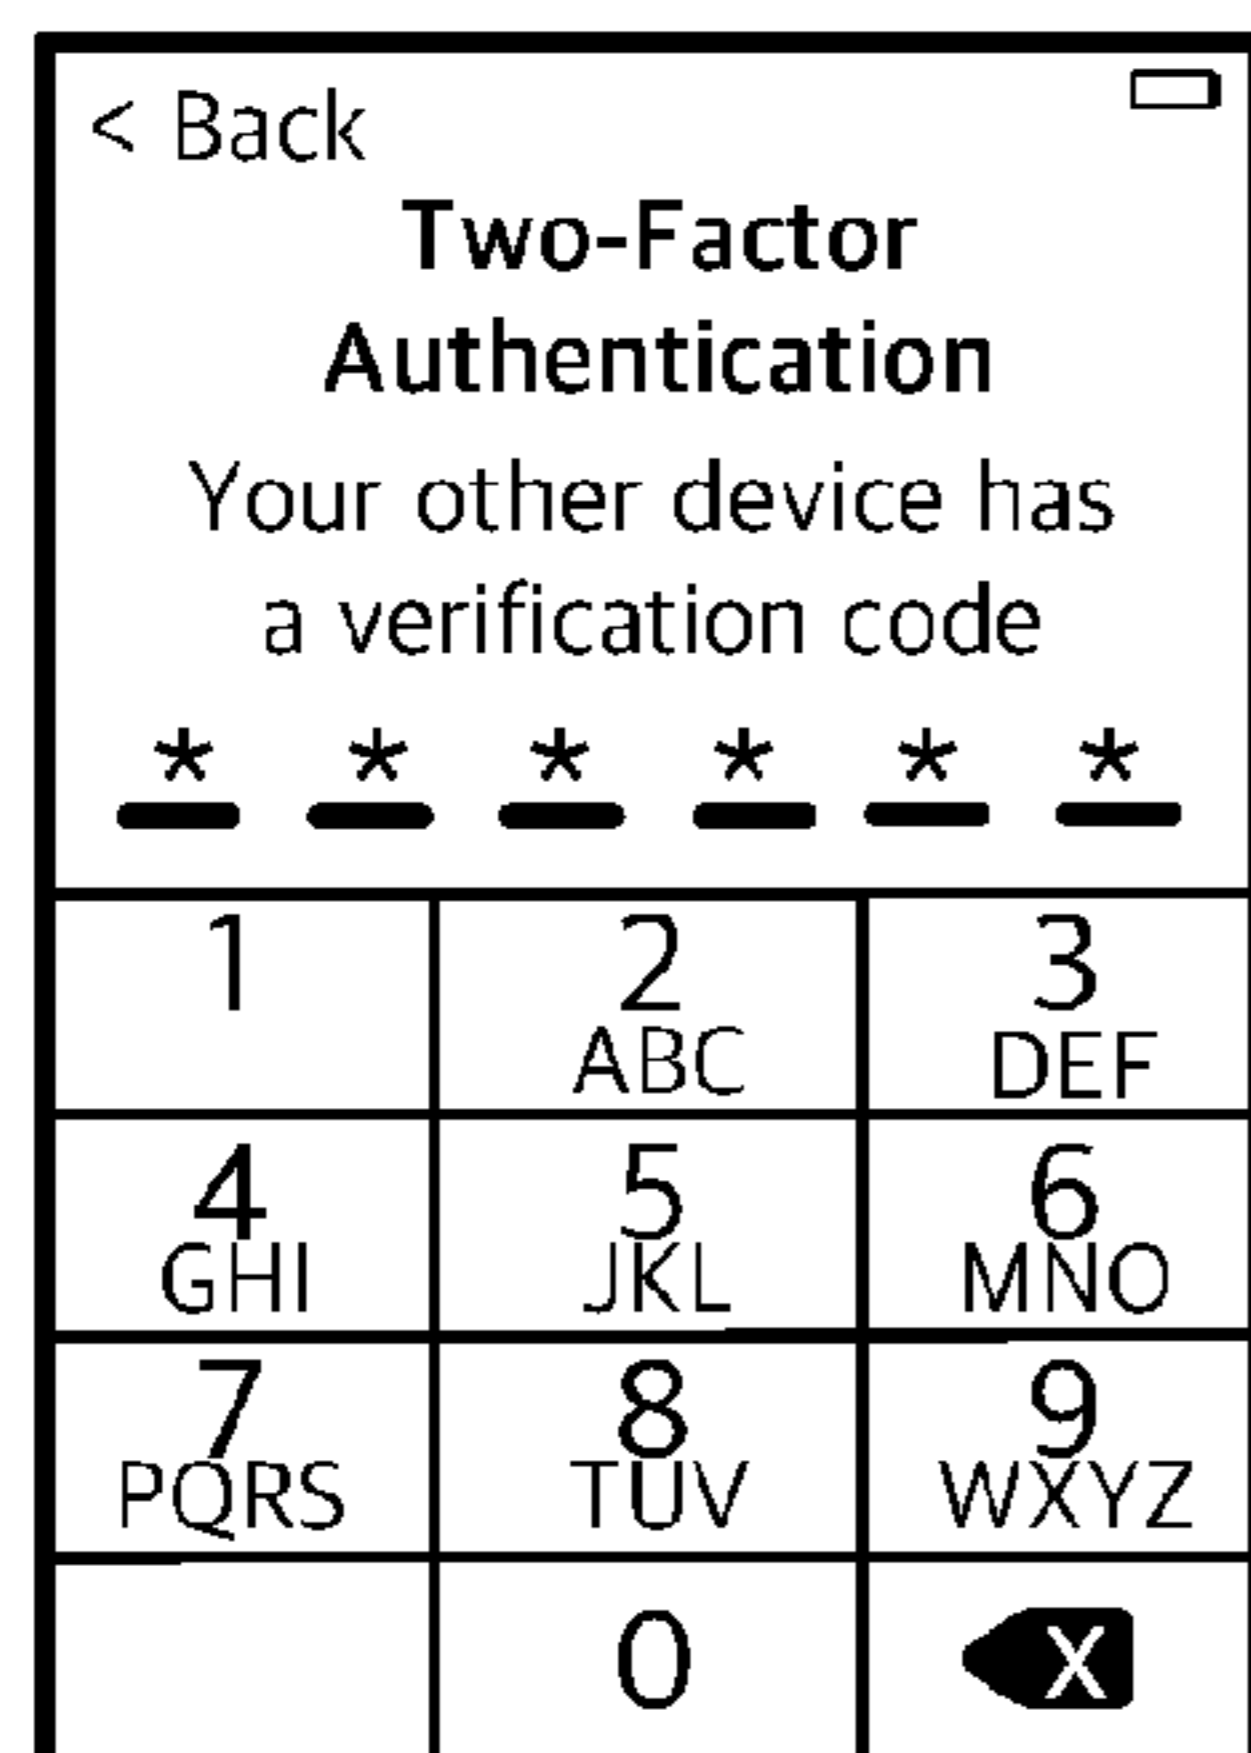 < Back
Two-Factor
Authentication
Your other device has
a verification code
* * * * * *
1 2 3
ABC DEF
4 5 6
GHI JKL MNO
7 8 9
PQRS TUV WXYZ
0 X